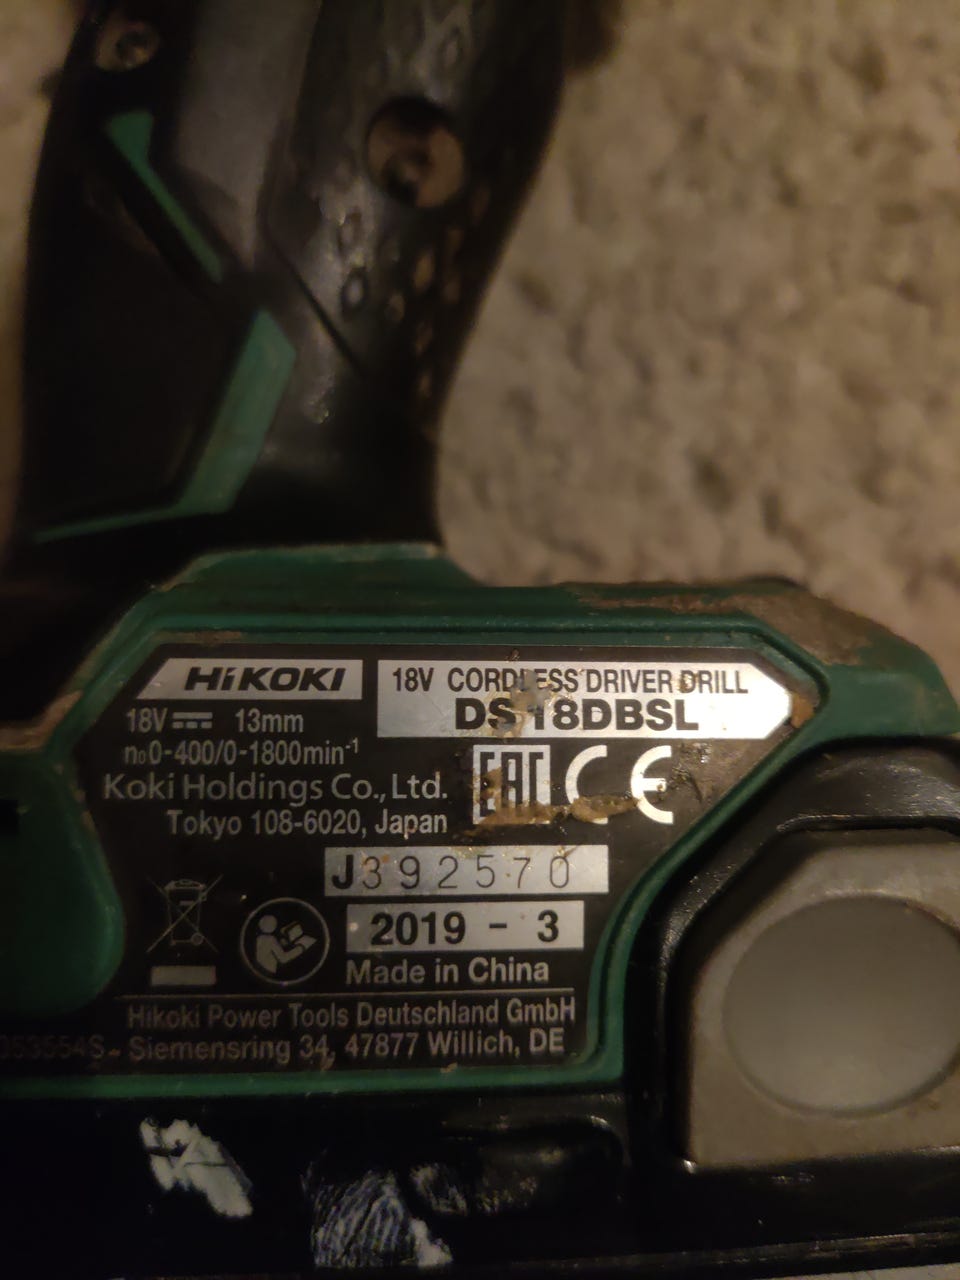 HiKOKI
18V CORDLESS DRIVER DRILL
DS 18DBSL
18V⎓ 13mm
n₀0-400/0-1800min⁻¹
Koki Holdings Co., Ltd.
Tokyo 108-6020, Japan
EAC CE
J392570
2019 - 3
Made in China
Hikoki Power Tools Deutschland GmbH
Siemensring 34, 47877 Willich, DE